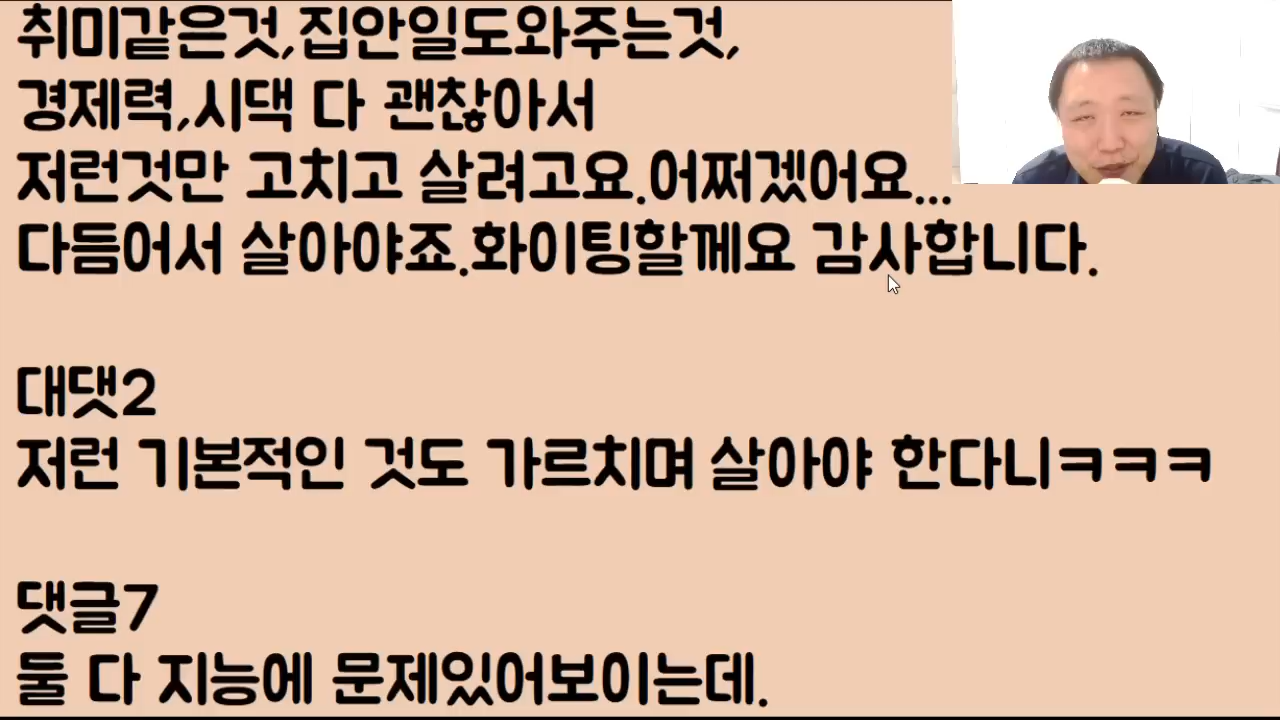 취미같은것,집안일도와주는것,
경제력,시댁 다 괜찮아서
저런것만 고치고 살려고요.어쩌겠어요...
다듬어서 살아야죠.화이팅할께요 감사합니다.
대댓2
저런 기본적인 것도 가르치며 살아야 한다니ㅋㅋㅋ
댓글7
둘 다 지능에 문제있어보이는데.